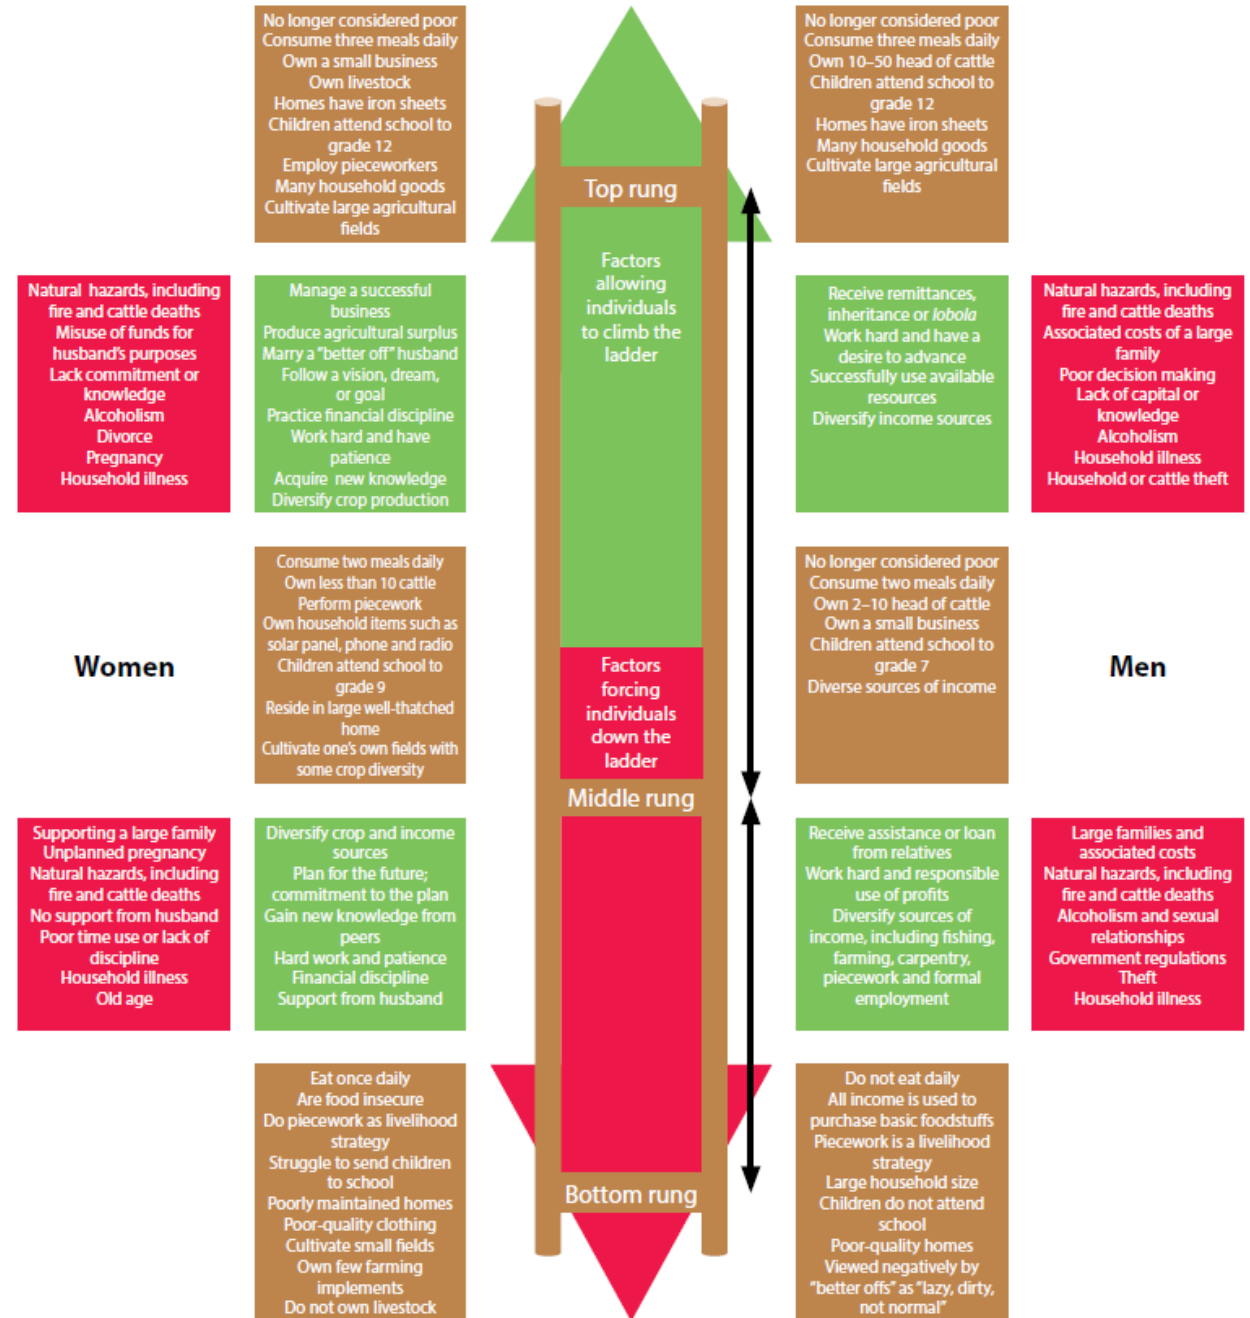 No longer considered poor
Consume three meals daily
Own a small business
Own livestock
Homes have iron sheets
Children attend school to
grade 12
Employ pieceworkers
Many household goods
Cultivate large agricultural
fields
Top rung
No longer considered poor
Consume three meals daily
Own 10–50 head of cattle
Children attend school to
grade 12
Homes have iron sheets
Many household goods
Cultivate large agricultural
fields
Natural hazards, including
fire and cattle deaths
Misuse of funds for
husband's purposes
Lack commitment or
knowledge
Alcoholism
Divorce
Pregnancy
Household illness
Manage a successful
business
Produce agricultural surplus
Marry a "better off" husband
Follow a vision, dream,
or goal
Practice financial discipline
Work hard and have
patience
Acquire new knowledge
Diversify crop production
Factors
allowing
individuals
to climb the
ladder
Receive remittances,
inheritance or lobola
Work hard and have a
desire to advance
Successfully use available
resources
Diversify income sources
Natural hazards, including
fire and cattle deaths
Associated costs of a large
family
Poor decision making
Lack of capital or
knowledge
Alcoholism
Household illness
Household or cattle theft
Women
Consume two meals daily
Own less than 10 cattle
Perform piecework
Own household items such as
solar panel, phone and radio
Children attend school to
grade 9
Reside in large well-thatched
home
Cultivate one's own fields with
some crop diversity
Factors
forcing
individuals
down the
ladder
Middle rung
No longer considered poor
Consume two meals daily
Own 2–10 head of cattle
Own a small business
Children attend school to
grade 7
Diverse sources of income
Men
Supporting a large family
Unplanned pregnancy
Natural hazards, including
fire and cattle deaths
No support from husband
Poor time use or lack of
discipline
Household illness
Old age
Diversify crop and income
sources
Plan for the future;
commitment to the plan
Gain new knowledge from
peers
Hard work and patience
Financial discipline
Support from husband
Receive assistance or loan
from relatives
Work hard and responsible
use of profits
Diversify sources of
income, including fishing,
farming, carpentry,
piecework and formal
employment
Large families and
associated costs
Natural hazards, including
fire and cattle deaths
Alcoholism and sexual
relationships
Government regulations
Theft
Household illness
Eat once daily
Are food insecure
Do piecework as livelihood
strategy
Struggle to send children
to school
Poorly maintained homes
Poor-quality clothing
Cultivate small fields
Own few farming
implements
Do not own livestock
Bottom rung
Do not eat daily
All income is used to
purchase basic foodstuffs
Piecework is a livelihood
strategy
Large household size
Children do not attend
school
Poor-quality homes
Viewed negatively by
"better offs" as "lazy, dirty,
not normal"